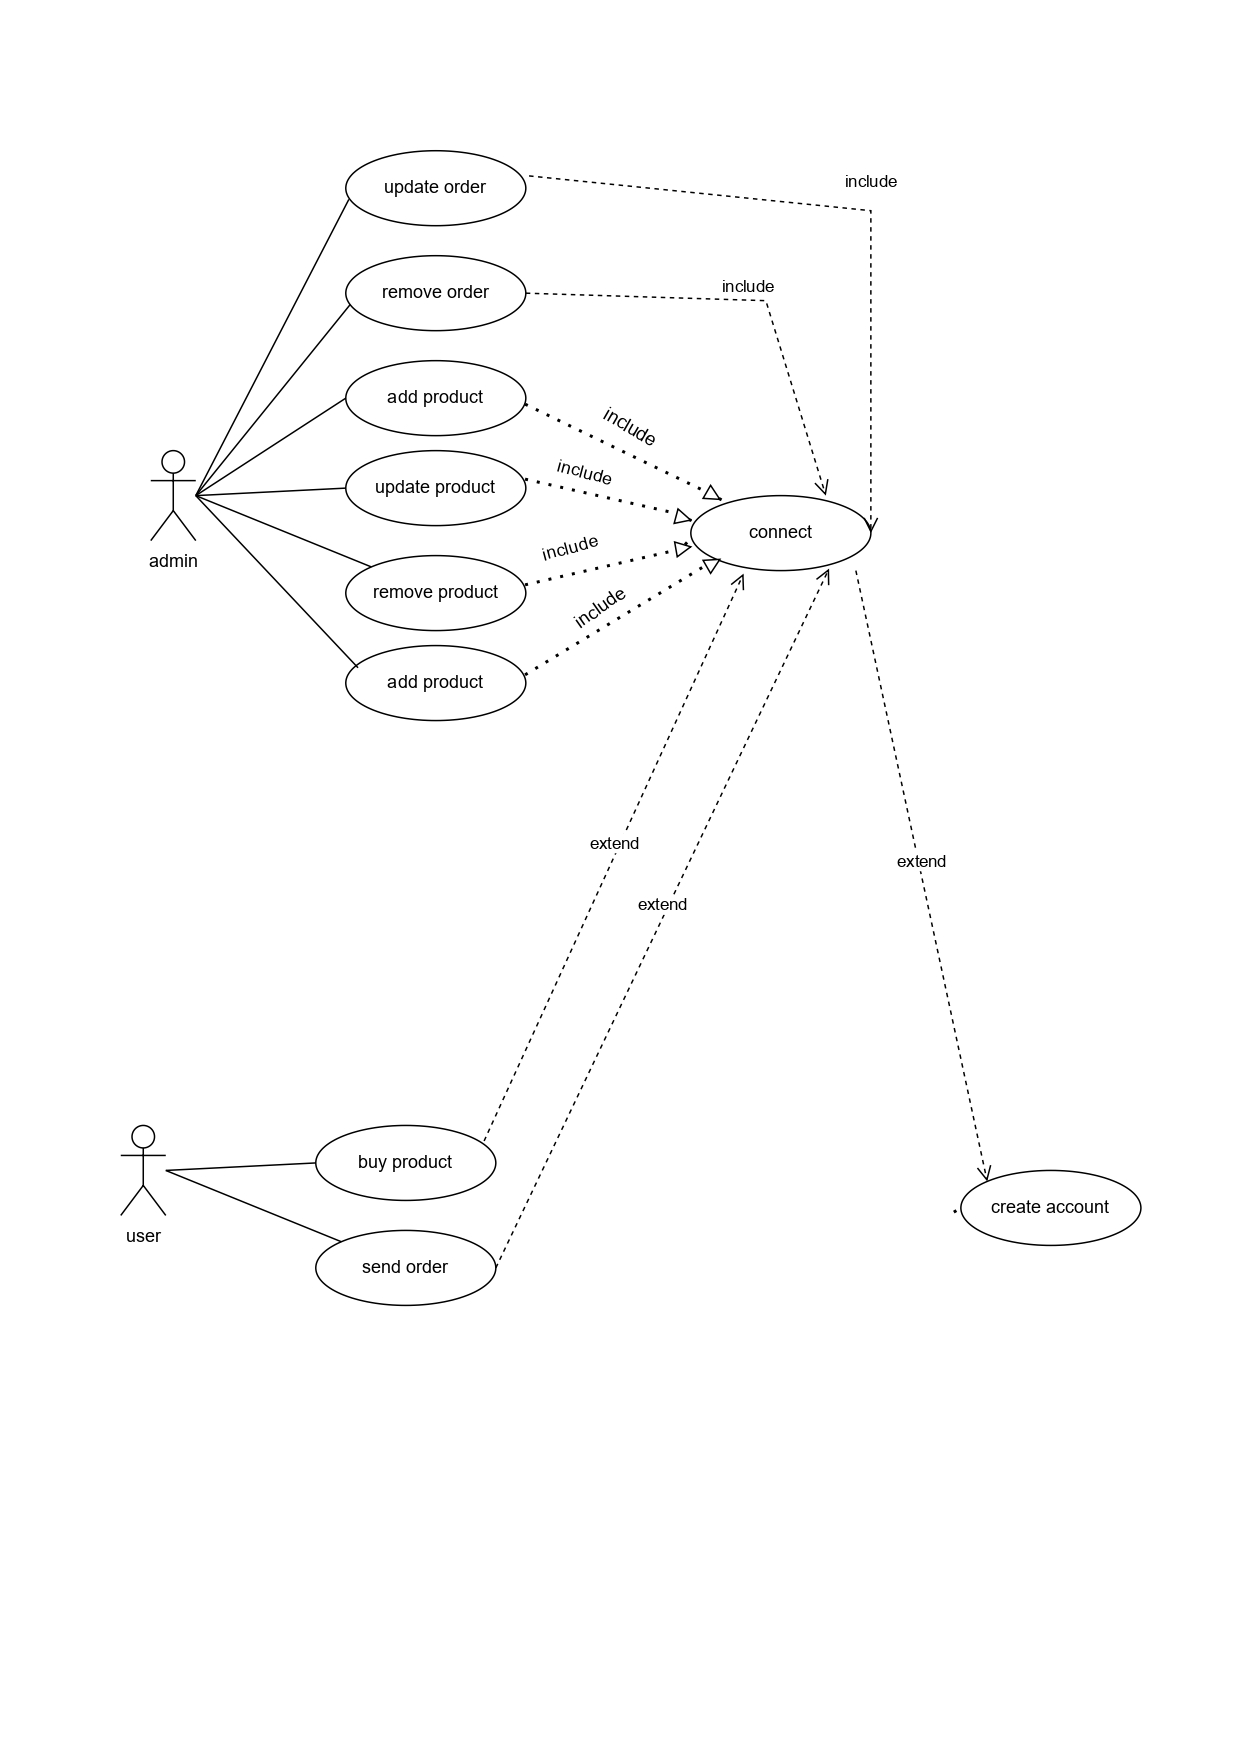 update order
include
remove order
include
add product
include
update product
include
connect
admin
include
remove product
include
add product
extend
extend
extend
buy product
create account
user
send order